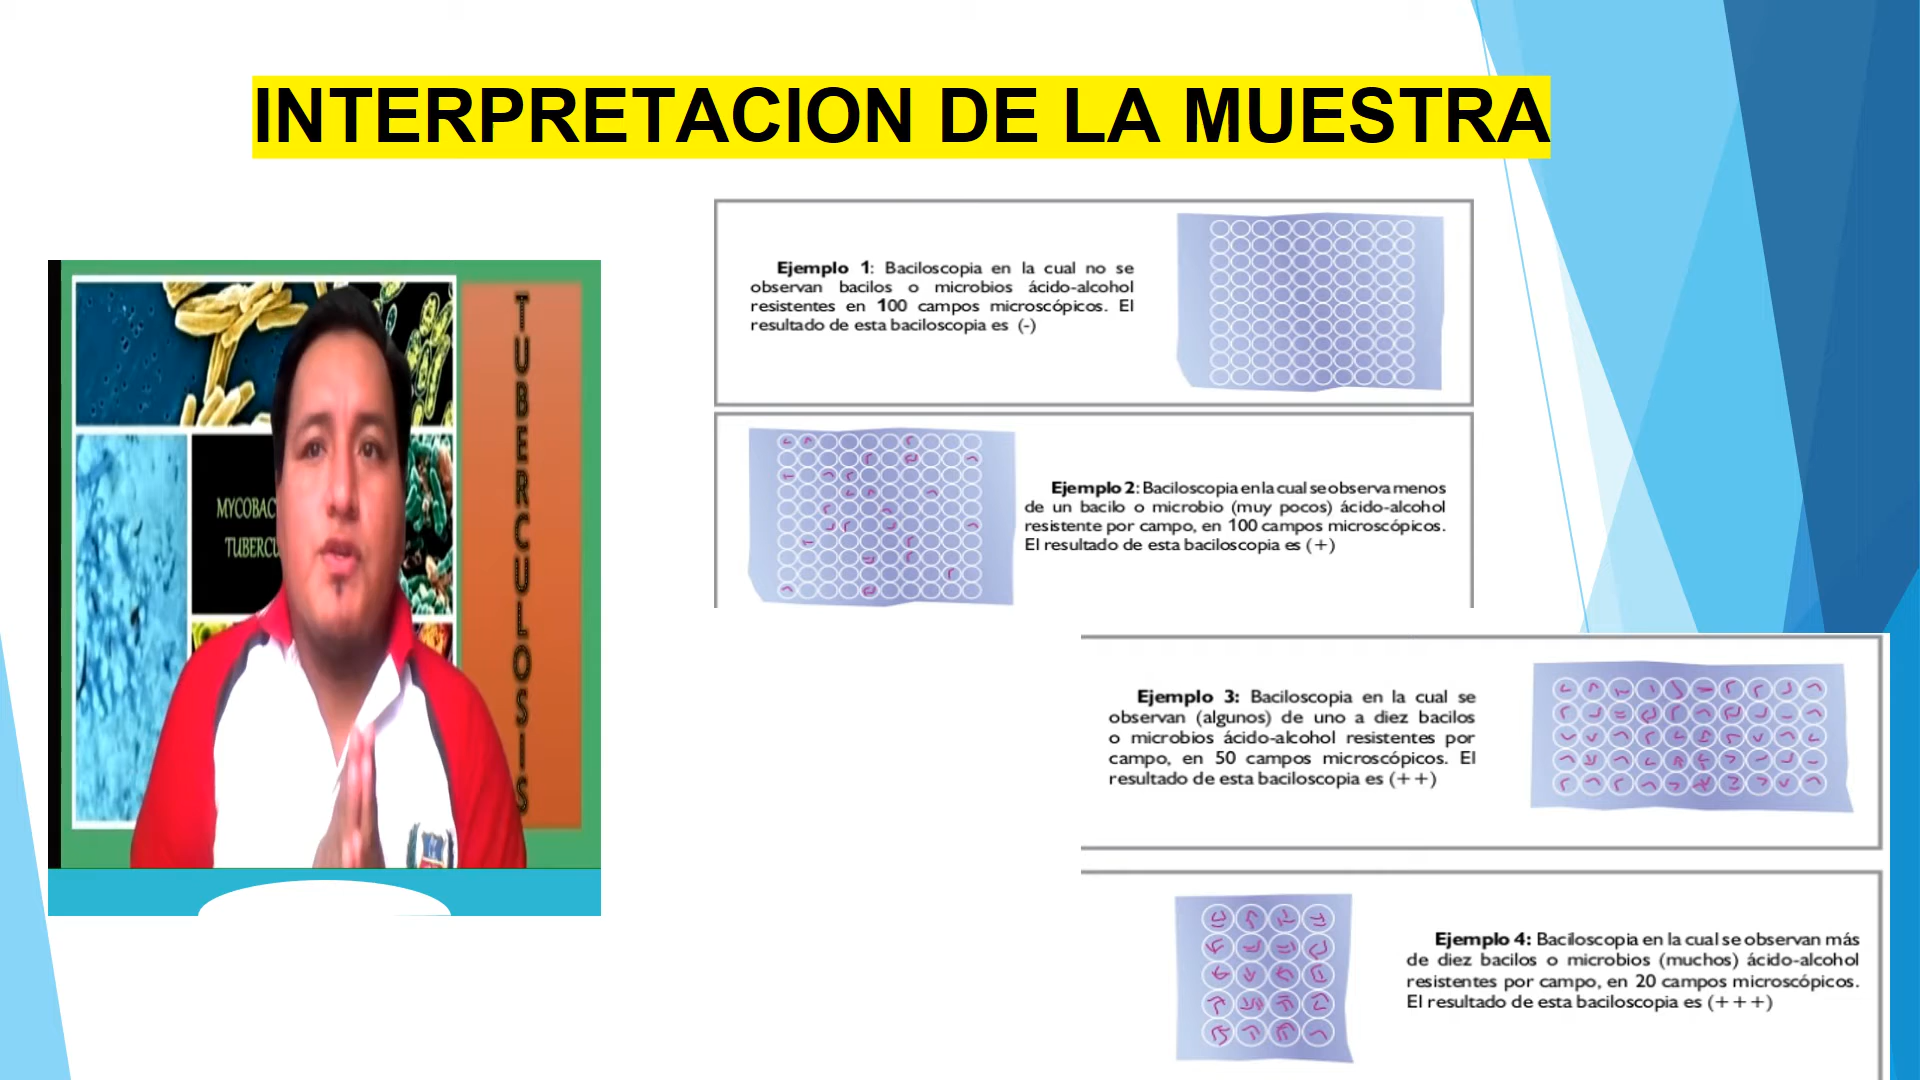 INTERPRETACION DE LA MUESTRA
TUBERCULOSIS
MYCOBAC
TUBERCU
Ejemplo 1: Baciloscopia en la cual no se
observan bacilos o microbios ácido-alcohol
resistentes en 100 campos microscópicos. El
resultado de esta baciloscopia es (-)
Ejemplo 2: Baciloscopia en la cual se observa menos
de un bacilo o microbio (muy pocos) ácido-alcohol
resistente por campo, en 100 campos microscópicos.
El resultado de esta baciloscopia es (+)
Ejemplo 3: Baciloscopia en la cual se
observan (algunos) de uno a diez bacilos
o microbios ácido-alcohol resistentes por
campo, en 50 campos microscópicos. El
resultado de esta baciloscopia es (++)
Ejemplo 4: Baciloscopia en la cual se observan más
de diez bacilos o microbios (muchos) ácido-alcohol
resistentes por campo, en 20 campos microscópicos.
El resultado de esta baciloscopia es (+++)